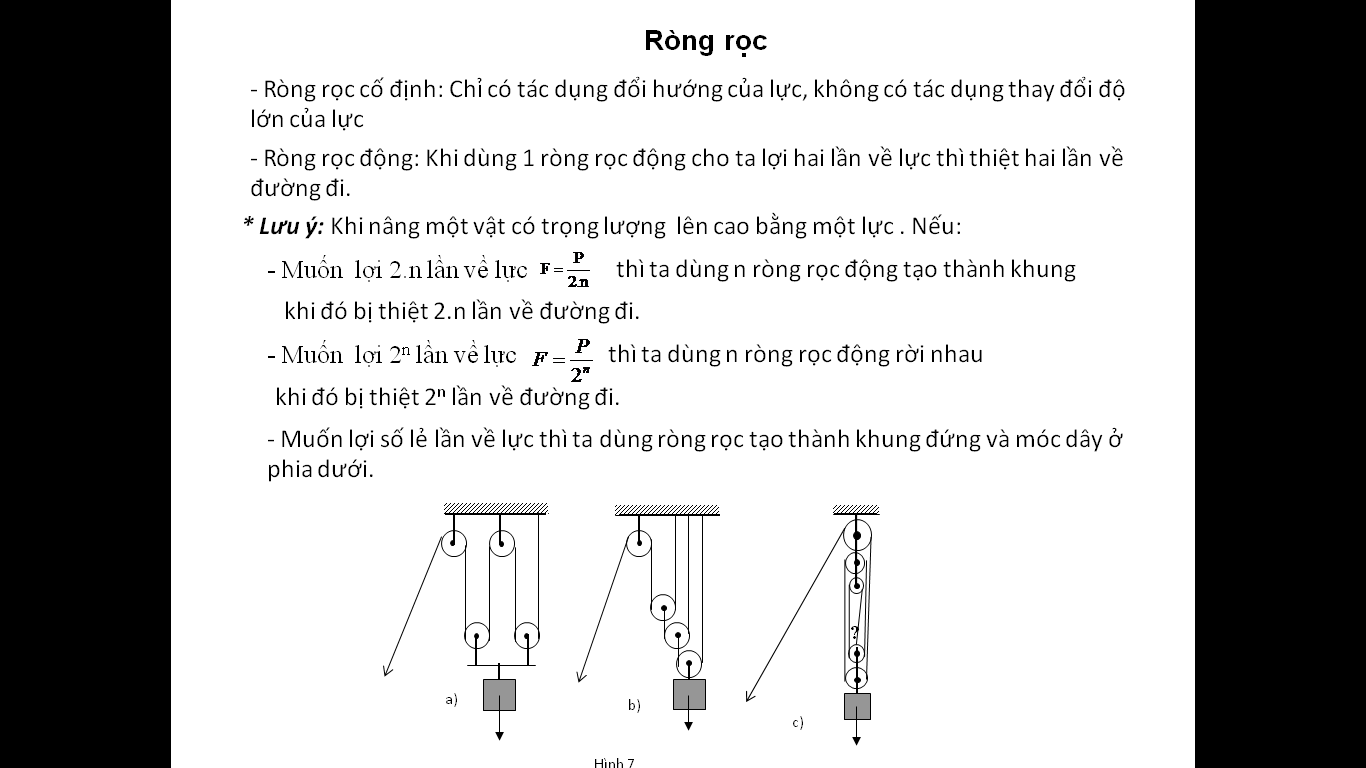 Ròng rọc
- Ròng rọc cố định: Chỉ có tác dụng đổi hướng của lực, không có tác dụng thay đổi độ
lớn của lực
- Ròng rọc động: Khi dùng 1 ròng rọc động cho ta lợi hai lần về lực thì thiệt hai lần về
đường đi.
* Lưu ý: Khi nâng một vật có trọng lượng lên cao bằng một lực . Nếu:
- Muốn lợi 2.n lần về lực F = P/2.n thì ta dùng n ròng rọc động tạo thành khung
khi đó bị thiệt 2.n lần về đường đi.
- Muốn lợi 2ⁿ lần về lực F = P/2ⁿ thì ta dùng n ròng rọc động rời nhau
khi đó bị thiệt 2ⁿ lần về đường đi.
- Muốn lợi số lẻ lần về lực thì ta dùng ròng rọc tạo thành khung đứng và móc dây ở
phia dưới.
?
a)
b)
c)
Hình 7